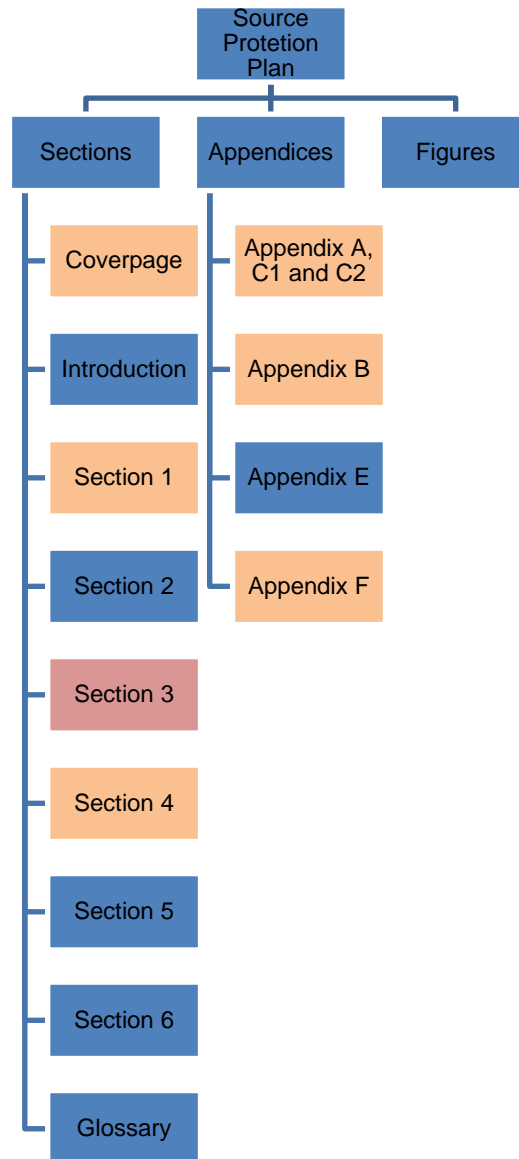 Source
Protetion
Plan
Sections
Appendices
Figures
Coverpage
Introduction
Section 1
Section 2
Section 3
Section 4
Section 5
Section 6
Glossary
Appendix A,
C1 and C2
Appendix B
Appendix E
Appendix F